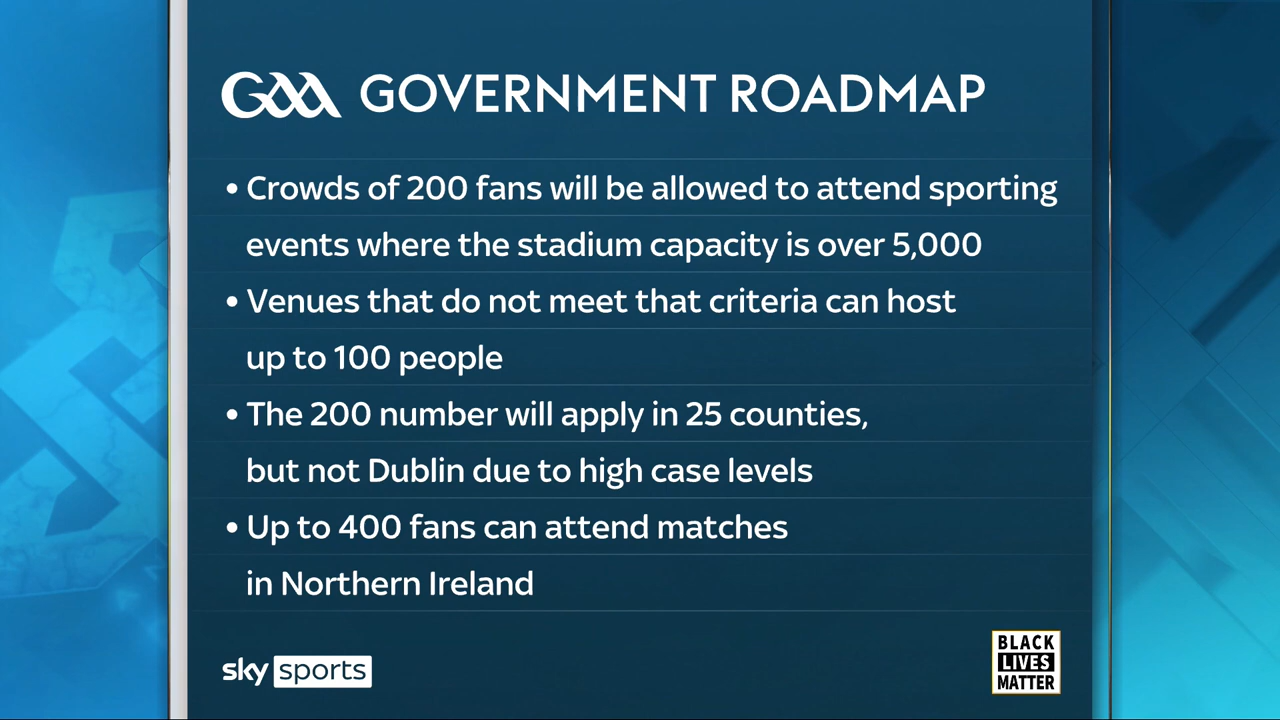 GAA GOVERNMENT ROADMAP
• Crowds of 200 fans will be allowed to attend sporting
events where the stadium capacity is over 5,000
• Venues that do not meet that criteria can host
up to 100 people
• The 200 number will apply in 25 counties,
but not Dublin due to high case levels
• Up to 400 fans can attend matches
in Northern Ireland
sky sports
BLACK
LIVES
MATTER